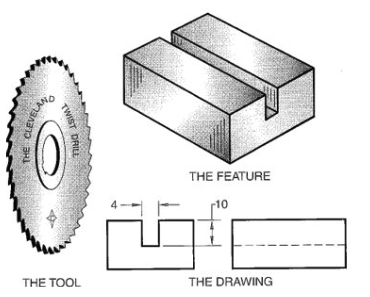 THE CLEVELAND TWIST DRILL
THE FEATURE
4
10
THE TOOL
THE DRAWING